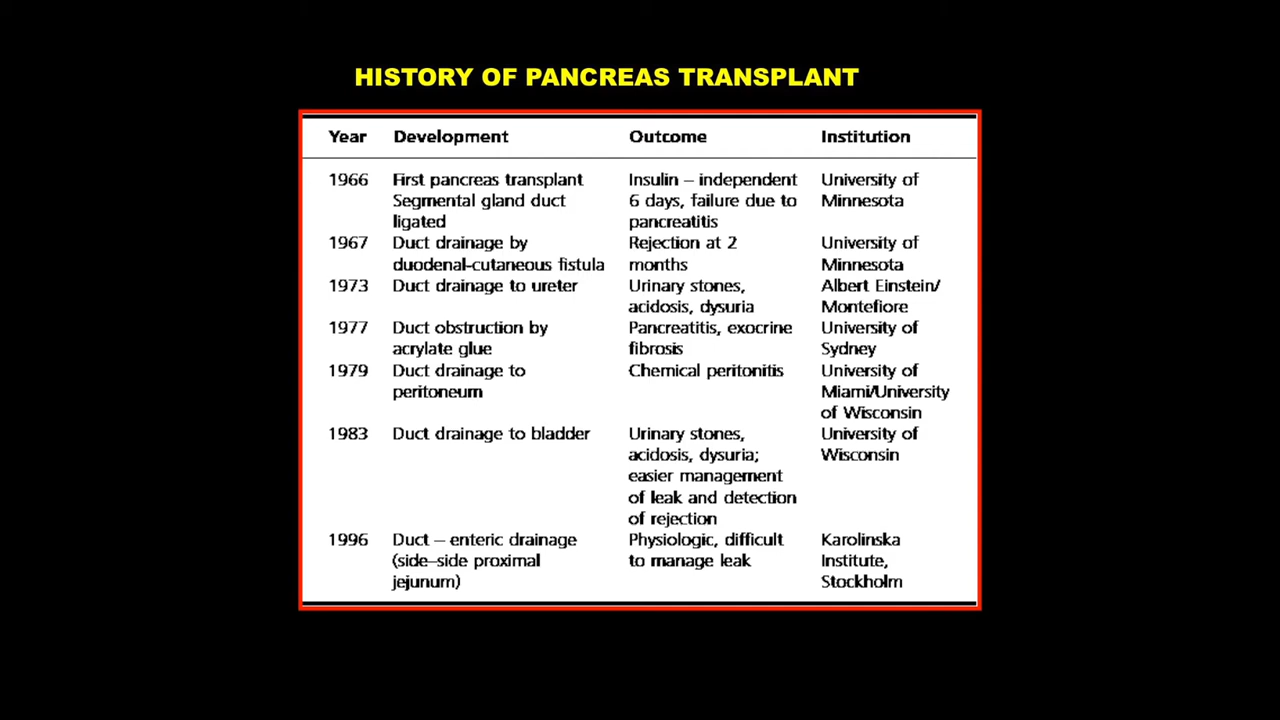 HISTORY OF PANCREAS TRANSPLANT
Year Development Outcome Institution
1966 First pancreas transplant Insulin – independent University of
Segmental gland duct 6 days, failure due to Minnesota
ligated pancreatitis
1967 Duct drainage by Rejection at 2 University of
duodenal-cutaneous fistula months Minnesota
1973 Duct drainage to ureter Urinary stones, Albert Einstein/
acidosis, dysuria Montefiore
1977 Duct obstruction by Pancreatitis, exocrine University of
acrylate glue fibrosis Sydney
1979 Duct drainage to Chemical peritonitis University of
peritoneum Miami/University
of Wisconsin
1983 Duct drainage to bladder Urinary stones, University of
acidosis, dysuria; Wisconsin
easier management
of leak and detection
of rejection
1996 Duct – enteric drainage Physiologic, difficult Karolinska
(side–side proximal to manage leak Institute,
jejunum) Stockholm